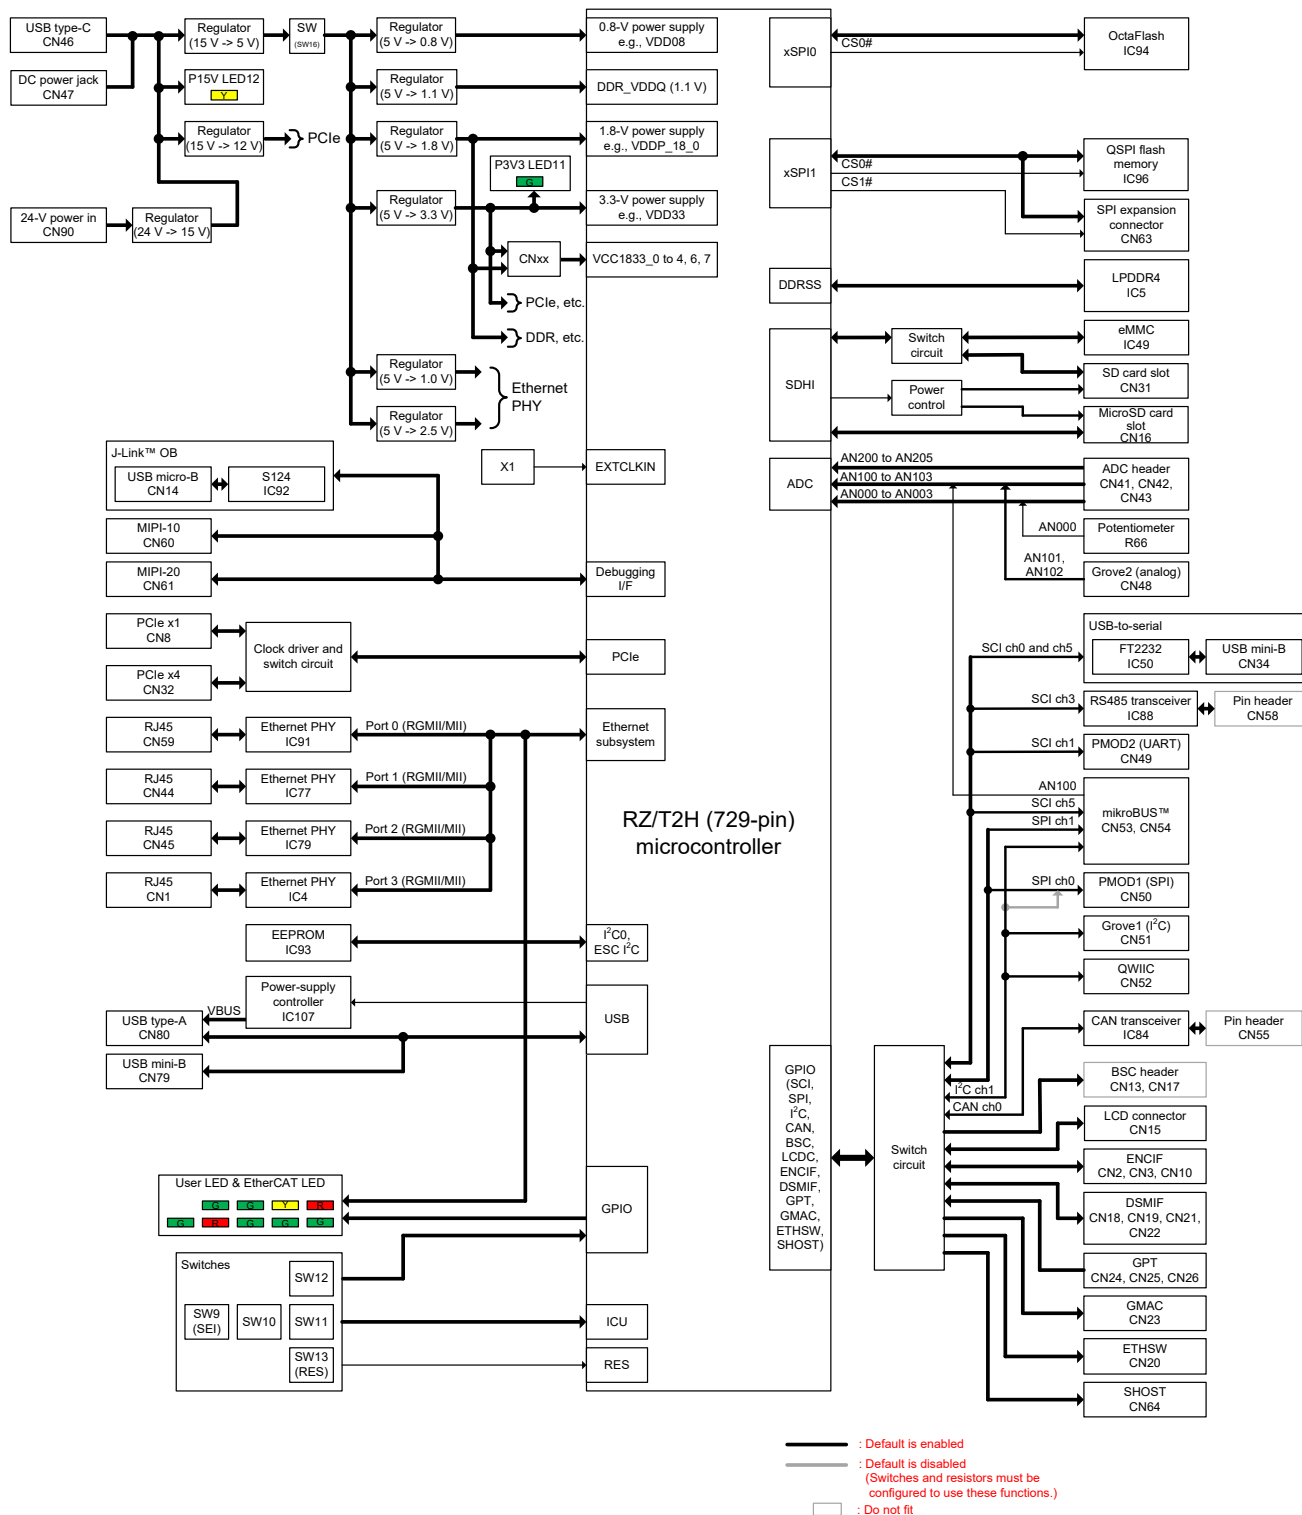 USB type-C
CN46
DC power jack
CN47
24-V power in
CN90
Regulator
(24 V -> 15 V)
Regulator
(15 V -> 5 V)
P15V LED12
Y
Regulator
(15 V -> 12 V)
PCIe
SW
(SW16)
Regulator
(5 V -> 0.8 V)
Regulator
(5 V -> 1.1 V)
Regulator
(5 V -> 1.8 V)
P3V3 LED11
G
Regulator
(5 V -> 3.3 V)
CNxx
PCIe, etc.
DDR, etc.
Regulator
(5 V -> 1.0 V)
Regulator
(5 V -> 2.5 V)
Ethernet
PHY
0.8-V power supply
e.g., VDD08
DDR_VDDQ (1.1 V)
1.8-V power supply
e.g., VDDP_18_0
3.3-V power supply
e.g., VDD33
VCC1833_0 to 4, 6, 7
J-Link™ OB
USB micro-B
CN14
S124
IC92
X1
EXTCLKIN
MIPI-10
CN60
MIPI-20
CN61
Debugging
I/F
PCIe x1
CN8
PCIe x4
CN32
Clock driver and
switch circuit
PCIe
RJ45
CN59
Ethernet PHY
IC91
Port 0 (RGMII/MII)
Ethernet
subsystem
RJ45
CN44
Ethernet PHY
IC77
Port 1 (RGMII/MII)
RJ45
CN45
Ethernet PHY
IC79
Port 2 (RGMII/MII)
RJ45
CN1
Ethernet PHY
IC4
Port 3 (RGMII/MII)
EEPROM
IC93
I²C0,
ESC I²C
Power-supply
controller
IC107
VBUS
USB type-A
CN80
USB mini-B
CN79
USB
User LED & EtherCAT LED
G G Y R
G R G G G
GPIO
Switches
SW12
SW9
(SEI)
SW10
SW11
SW13
(RES)
ICU
RES
RZ/T2H (729-pin)
microcontroller
xSPI0
CS0#
OctaFlash
IC94
xSPI1
CS0#
CS1#
QSPI flash
memory
IC96
SPI expansion
connector
CN63
DDRSS
LPDDR4
IC5
SDHI
Switch
circuit
Power
control
eMMC
IC49
SD card slot
CN31
MicroSD card
slot
CN16
ADC
AN200 to AN205
AN100 to AN103
AN000 to AN003
ADC header
CN41, CN42,
CN43
AN000
Potentiometer
R66
AN101,
AN102
Grove2 (analog)
CN48
USB-to-serial
SCI ch0 and ch5
FT2232
IC50
USB mini-B
CN34
SCI ch3
RS485 transceiver
IC88
Pin header
CN58
SCI ch1
PMOD2 (UART)
CN49
AN100
SCI ch5
SPI ch1
mikroBUS™
CN53, CN54
SPI ch0
PMOD1 (SPI)
CN50
Grove1 (I²C)
CN51
QWIIC
CN52
CAN transceiver
IC84
Pin header
CN55
I²C ch1
CAN ch0
GPIO
(SCI,
SPI,
I²C,
CAN,
BSC,
LCDC,
ENCIF,
DSMIF,
GPT,
GMAC,
ETHSW,
SHOST)
Switch
circuit
BSC header
CN13, CN17
LCD connector
CN15
ENCIF
CN2, CN3, CN10
DSMIF
CN18, CN19, CN21,
CN22
GPT
CN24, CN25, CN26
GMAC
CN23
ETHSW
CN20
SHOST
CN64
: Default is enabled
: Default is disabled
(Switches and resistors must be
configured to use these functions.)
: Do not fit